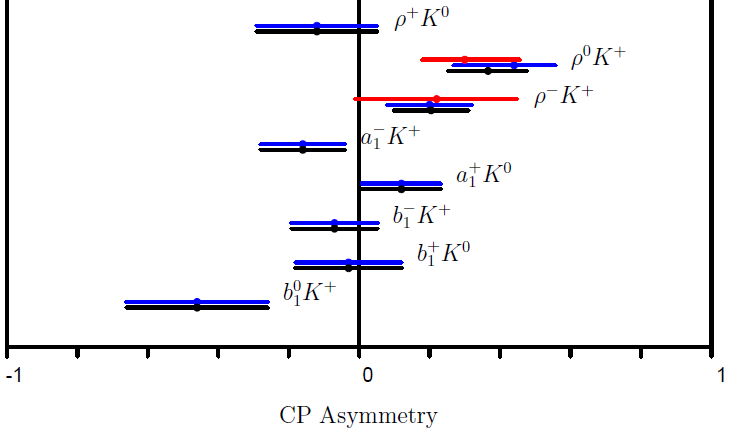 ρ⁺K⁰
ρ⁰K⁺
ρ⁻K⁺
a₁⁻K⁺
a₁⁺K⁰
b₁⁻K⁺
b₁⁺K⁰
b₁⁰K⁺
-1 0 1
CP Asymmetry